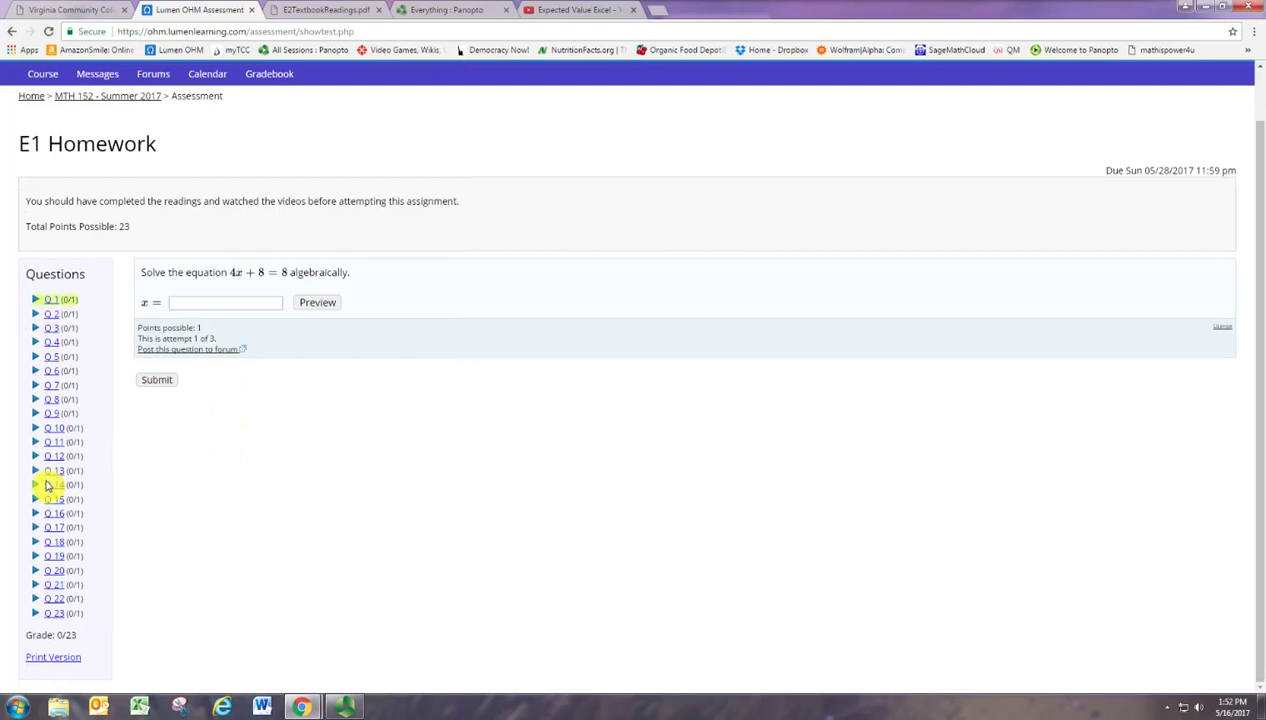 Virginia Community Coll
Lumen OHM Assessment
E2TextbookReadings.pdf
Everything : Panopto
Expected Value Excel - Y
Secure
https://ohm.lumenlearning.com/assessment/showtest.php
Apps
AmazonSmile: Online
Lumen OHM
myTCC
All Sessions : Panopto
Video Games, Wikis,
Democracy Now!
NutritionFacts.org |
Organic Food Depot
Home - Dropbox
Wolfram|Alpha: Com
SageMathCloud
QM
Welcome to Panopto
mathispower4u
»
Course
Messages
Forums
Calendar
Gradebook
Home > MTH 152 - Summer 2017 > Assessment
E1 Homework
Due Sun 05/28/2017 11:59 pm
You should have completed the readings and watched the videos before attempting this assignment.
Total Points Possible: 23
Questions
Q 1 (0/1)
Q 2 (0/1)
Q 3 (0/1)
Q 4 (0/1)
Q 5 (0/1)
Q 6 (0/1)
Q 7 (0/1)
Q 8 (0/1)
Q 9 (0/1)
Q 10 (0/1)
Q 11 (0/1)
Q 12 (0/1)
Q 13 (0/1)
Q 14 (0/1)
Q 15 (0/1)
Q 16 (0/1)
Q 17 (0/1)
Q 18 (0/1)
Q 19 (0/1)
Q 20 (0/1)
Q 21 (0/1)
Q 22 (0/1)
Q 23 (0/1)
Grade: 0/23
Print Version
Solve the equation 4x + 8 = 8 algebraically.
x =
Preview
Points possible: 1
This is attempt 1 of 3.
Post this question to forum
License
Submit
1:52 PM
5/16/2017